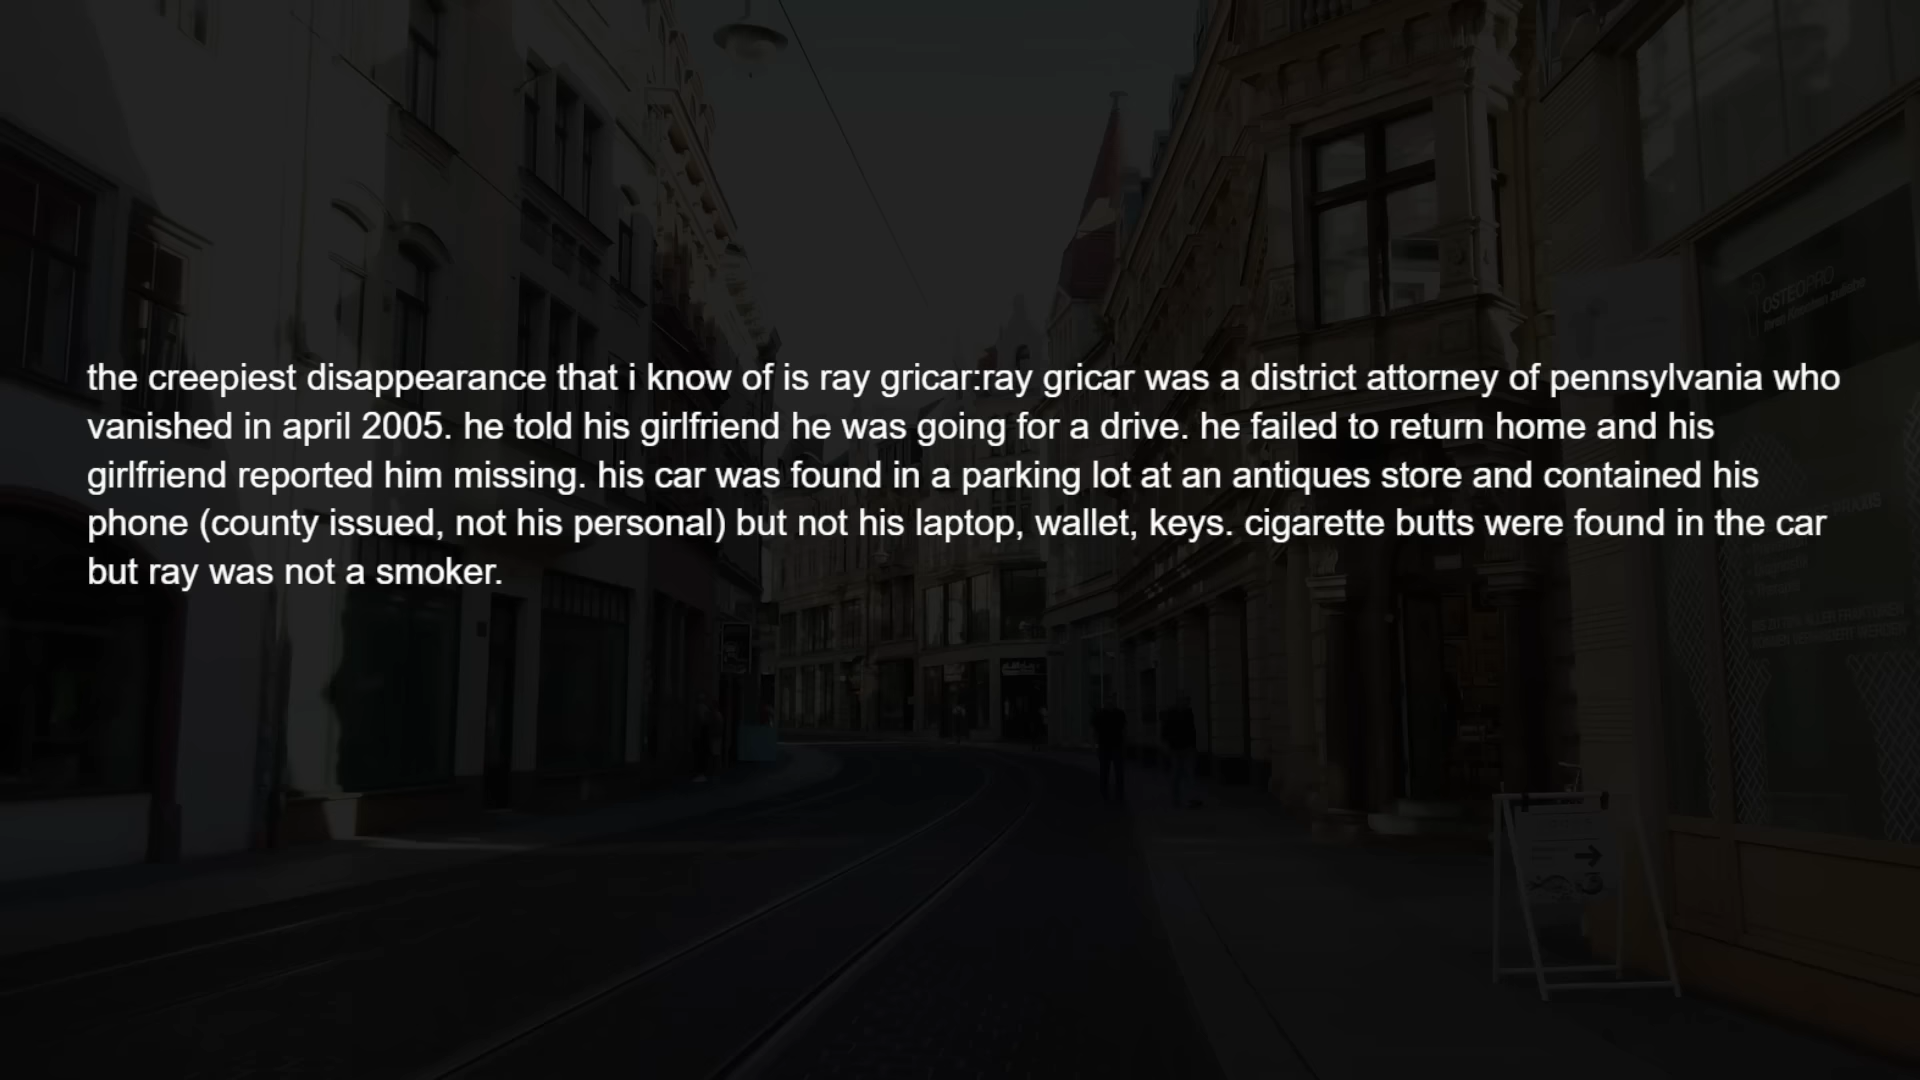 the creepiest disappearance that i know of is ray gricar:ray gricar was a district attorney of pennsylvania who
vanished in april 2005. he told his girlfriend he was going for a drive. he failed to return home and his
girlfriend reported him missing. his car was found in a parking lot at an antiques store and contained his
phone (county issued, not his personal) but not his laptop, wallet, keys. cigarette butts were found in the car
but ray was not a smoker.
OSTEOPRO